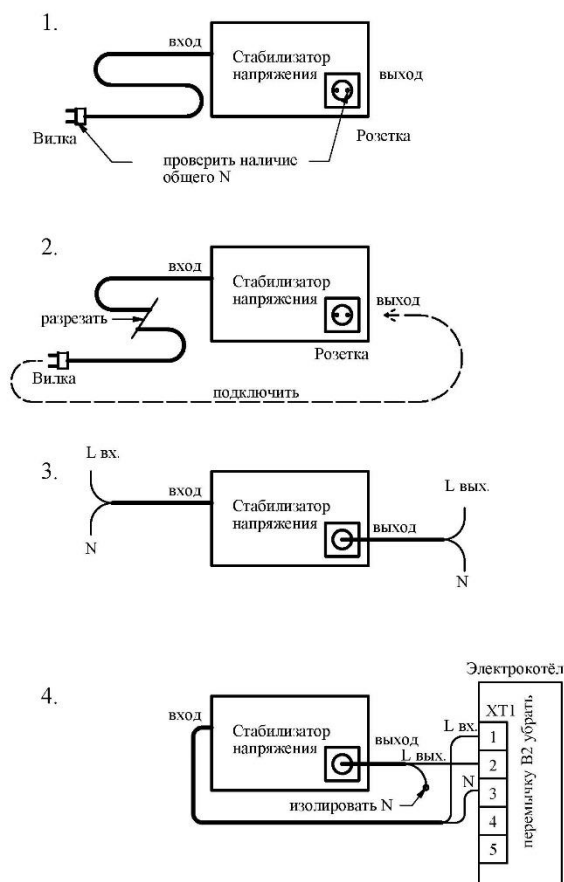 1.
вход
Стабилизатор
напряжения
выход
Вилка
Розетка
проверить наличие
общего N
2.
вход
Стабилизатор
напряжения
выход
разрезать
Розетка
Вилка
подключить
3.
L вх.
вход
N
Стабилизатор
напряжения
L вых.
выход
N
4.
Электрокотёл
вход
Стабилизатор
напряжения
выход
L вых.
изолировать N
L вх.
N
XT1
1
2
3
4
5
перемычку В2 убрать